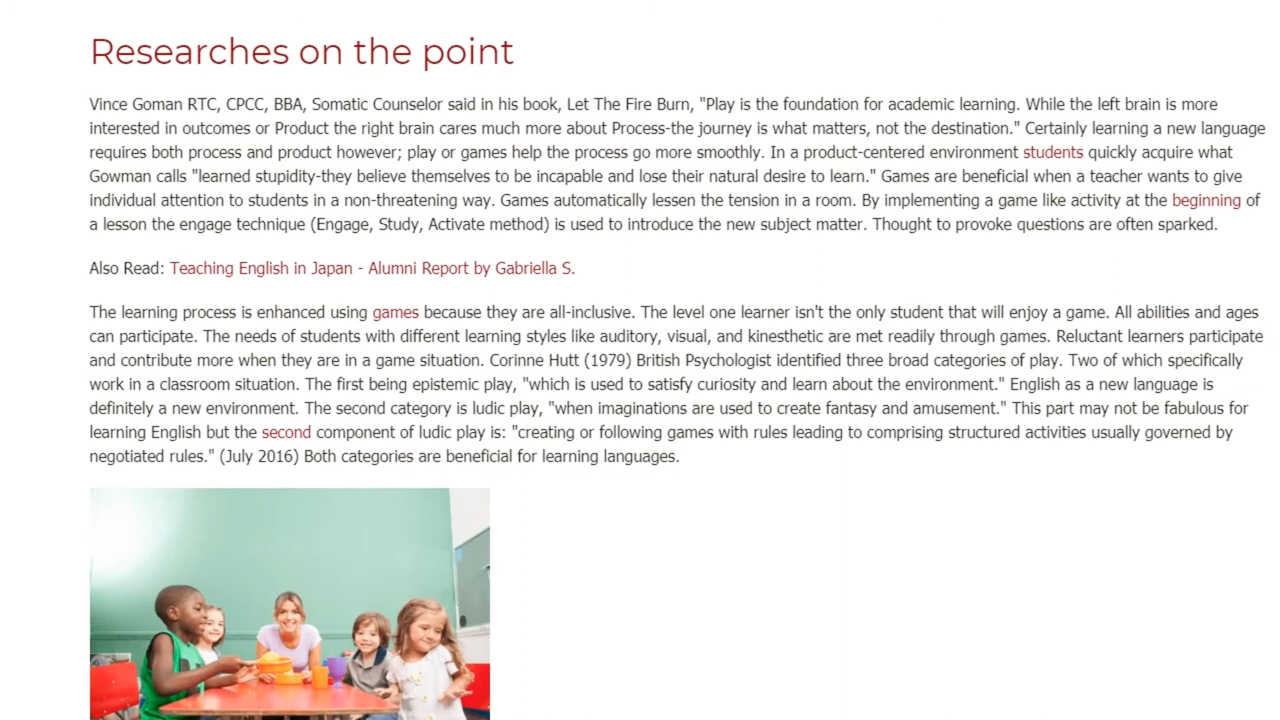 Researches on the point
Vince Goman RTC, CPCC, BBA, Somatic Counselor said in his book, Let The Fire Burn, "Play is the foundation for academic learning. While the left brain is more
interested in outcomes or Product the right brain cares much more about Process-the journey is what matters, not the destination." Certainly learning a new language
requires both process and product however; play or games help the process go more smoothly. In a product-centered environment students quickly acquire what
Gowman calls "learned stupidity-they believe themselves to be incapable and lose their natural desire to learn." Games are beneficial when a teacher wants to give
individual attention to students in a non-threatening way. Games automatically lessen the tension in a room. By implementing a game like activity at the beginning of
a lesson the engage technique (Engage, Study, Activate method) is used to introduce the new subject matter. Thought to provoke questions are often sparked.
Also Read: Teaching English in Japan - Alumni Report by Gabriella S.
The learning process is enhanced using games because they are all-inclusive. The level one learner isn't the only student that will enjoy a game. All abilities and ages
can participate. The needs of students with different learning styles like auditory, visual, and kinesthetic are met readily through games. Reluctant learners participate
and contribute more when they are in a game situation. Corinne Hutt (1979) British Psychologist identified three broad categories of play. Two of which specifically
work in a classroom situation. The first being epistemic play, "which is used to satisfy curiosity and learn about the environment." English as a new language is
definitely a new environment. The second category is ludic play, "when imaginations are used to create fantasy and amusement." This part may not be fabulous for
learning English but the second component of ludic play is: "creating or following games with rules leading to comprising structured activities usually governed by
negotiated rules." (July 2016) Both categories are beneficial for learning languages.